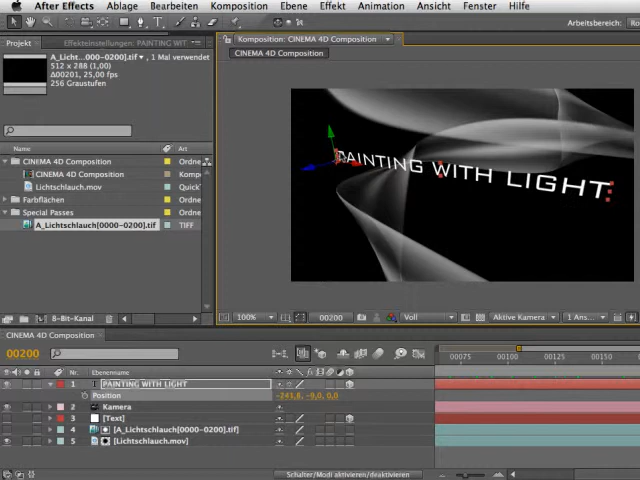 After Effects Ablage Bearbeiten Komposition Ebene Effekt Animation Ansicht Fenster Hilfe
Arbeitsbereich:
Projekt Effekteinstellungen: PAINTING WIT
Komposition: CINEMA 4D Composition
CINEMA 4D Composition
A_Licht...000-0200].tif , 1 Mal verwendet
512 x 288 (1,00)
Δ00201, 25,00 fps
256 Graustufen
Name Art
CINEMA 4D Composition Ordne
CINEMA 4D Composition Komp
Lichtschlauch.mov Quick
Farbflächen Ordne
Special Passes Ordne
A_Lichtschlauch[0000-0200].tif TIFF
PAINTING WITH LIGHT
8-Bit-Kanal
100% 00200 Voll Aktive Kamera 1 Ans...
CINEMA 4D Composition
00200
00075 00100 00125 00150
Nr. Ebenenname
1 T PAINTING WITH LIGHT
Position -241,6, -9,0, 0,0
2 Kamera
3 [Text]
4 [A_Lichtschlauch[0000-0200].tif]
5 [Lichtschlauch.mov]
Schalter/Modi aktivieren/deaktivieren